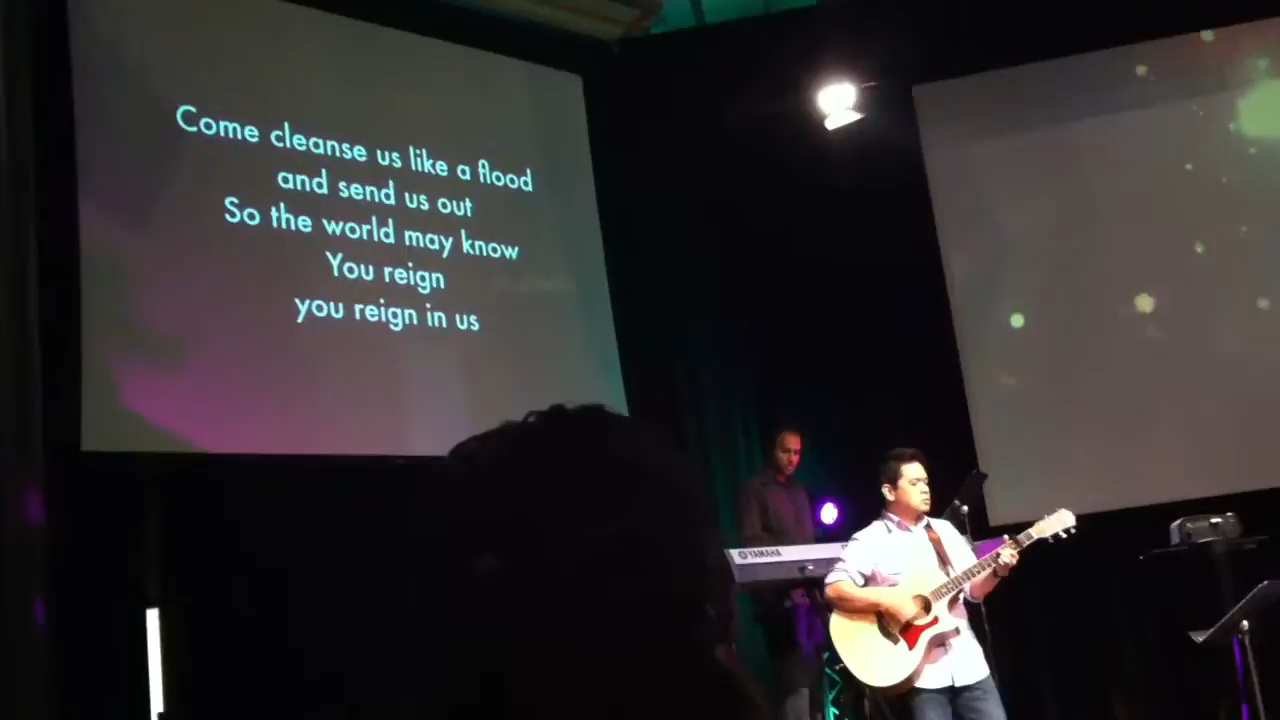 Come cleanse us like a flood
and send us out
So the world may know
You reign
you reign in us
YAMAHA